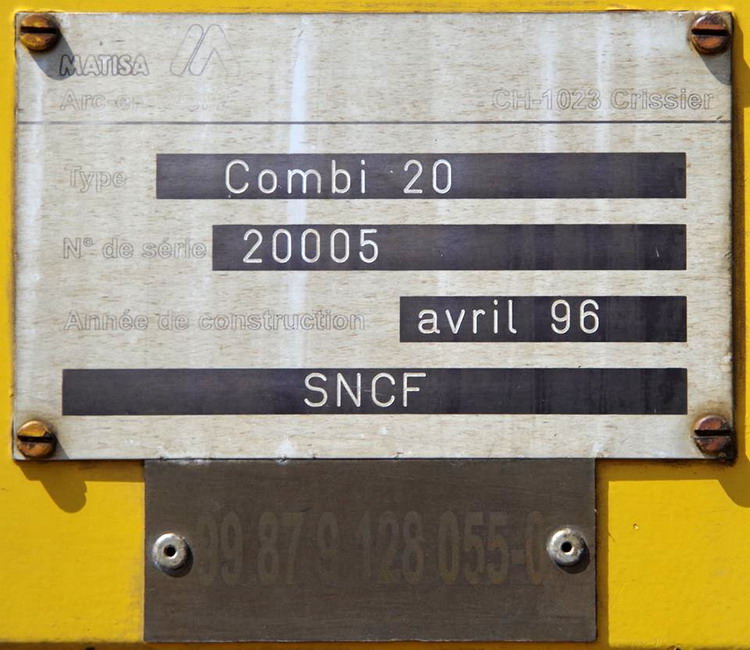 MATISA
CH-1023 Crissier
Type Combi 20
N° de série 20005
Année de construction avril 96
SNCF
99 87 9 128 055-0